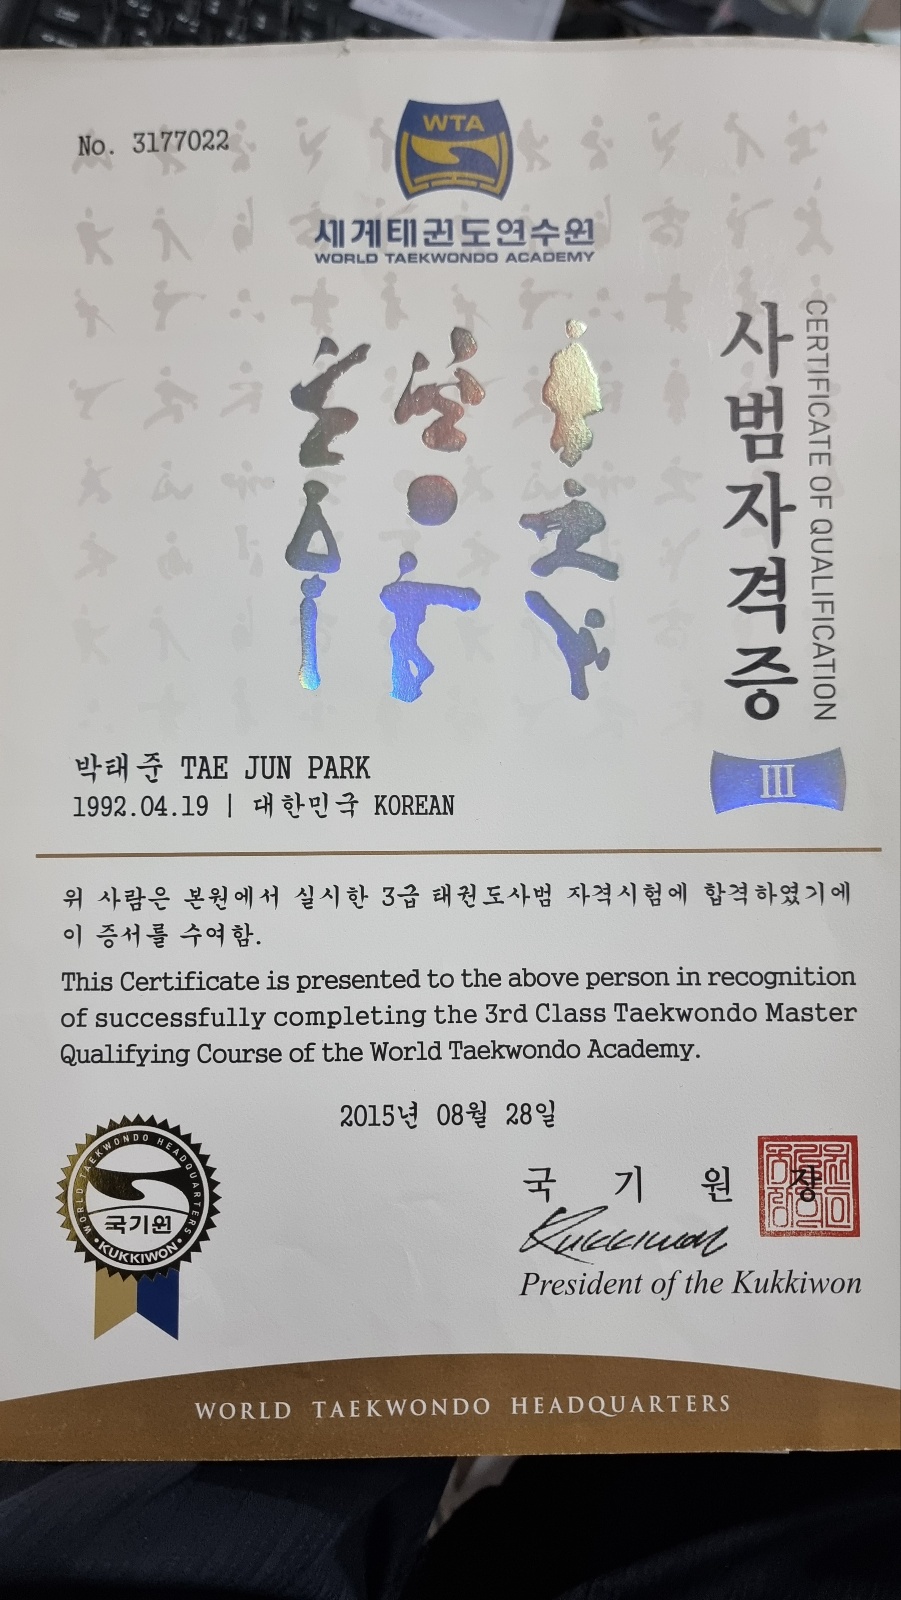 No. 3177022
WTA
세계태권도연수원
WORLD TAEKWONDO ACADEMY
사범자격증
CERTIFICATE OF QUALIFICATION
III
박태준 TAE JUN PARK
1992.04.19 | 대한민국 KOREAN
위 사람은 본원에서 실시한 3급 태권도사범 자격시험에 합격하였기에
이 증서를 수여함.
This Certificate is presented to the above person in recognition
of successfully completing the 3rd Class Taekwondo Master
Qualifying Course of the World Taekwondo Academy.
2015년 08월 28일
국 기 원 장
Kukkiwon
President of the Kukkiwon
WORLD TAEKWONDO HEADQUARTERS
국기원
•KUKKIWON•
WORLD TAEKWONDO HEADQUARTERS